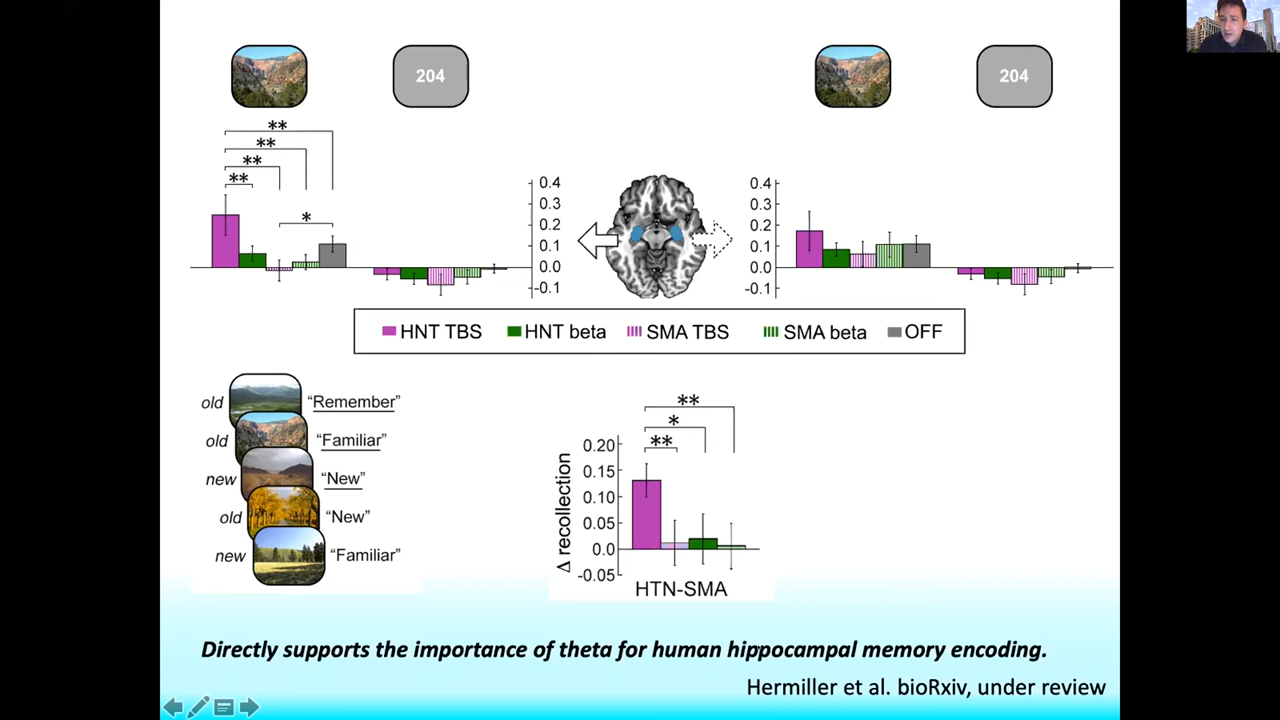 204
204
**
**
**
**
*
0.4
0.3
0.2
0.1
0.0
-0.1
0.4
0.3
0.2
0.1
0.0
-0.1
HNT TBS HNT beta SMA TBS SMA beta OFF
old "Remember"
old "Familiar"
new "New"
old "New"
new "Familiar"
**
*
**
Δ recollection
0.20
0.15
0.10
0.05
0.0
-0.05
HTN-SMA
Directly supports the importance of theta for human hippocampal memory encoding.
Hermiller et al. bioRxiv, under review